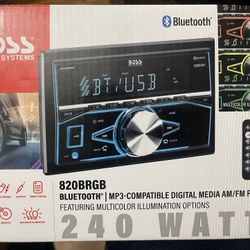 BOSS
SYSTEMS
Bluetooth®
BOSS
BT/USB
820BRGB
BLUETOOTH® | MP3-COMPATIBLE DIGITAL MEDIA AM/FM
FEATURING MULTICOLOR ILLUMINATION OPTIONS
240 WAT